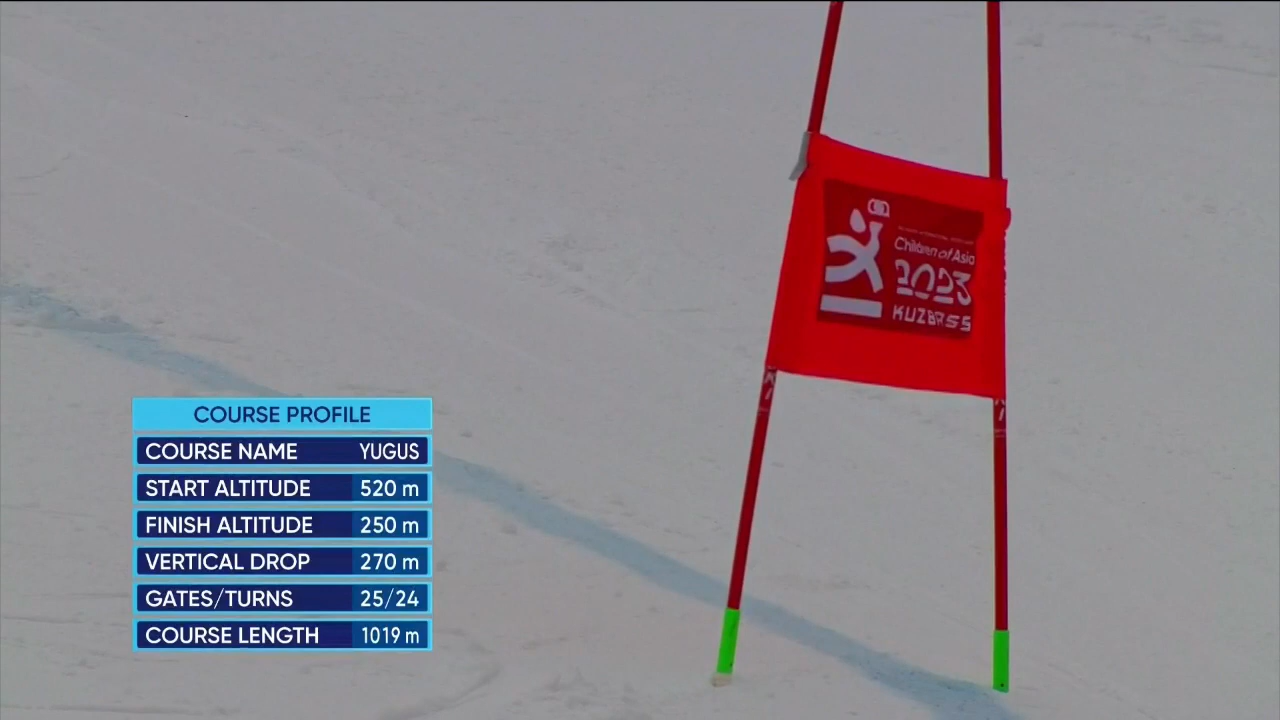 COURSE PROFILE
COURSE NAME YUGUS
START ALTITUDE 520 m
FINISH ALTITUDE 250 m
VERTICAL DROP 270 m
GATES/TURNS 25/24
COURSE LENGTH 1019 m
Children of Asia
2023
KUZBASS